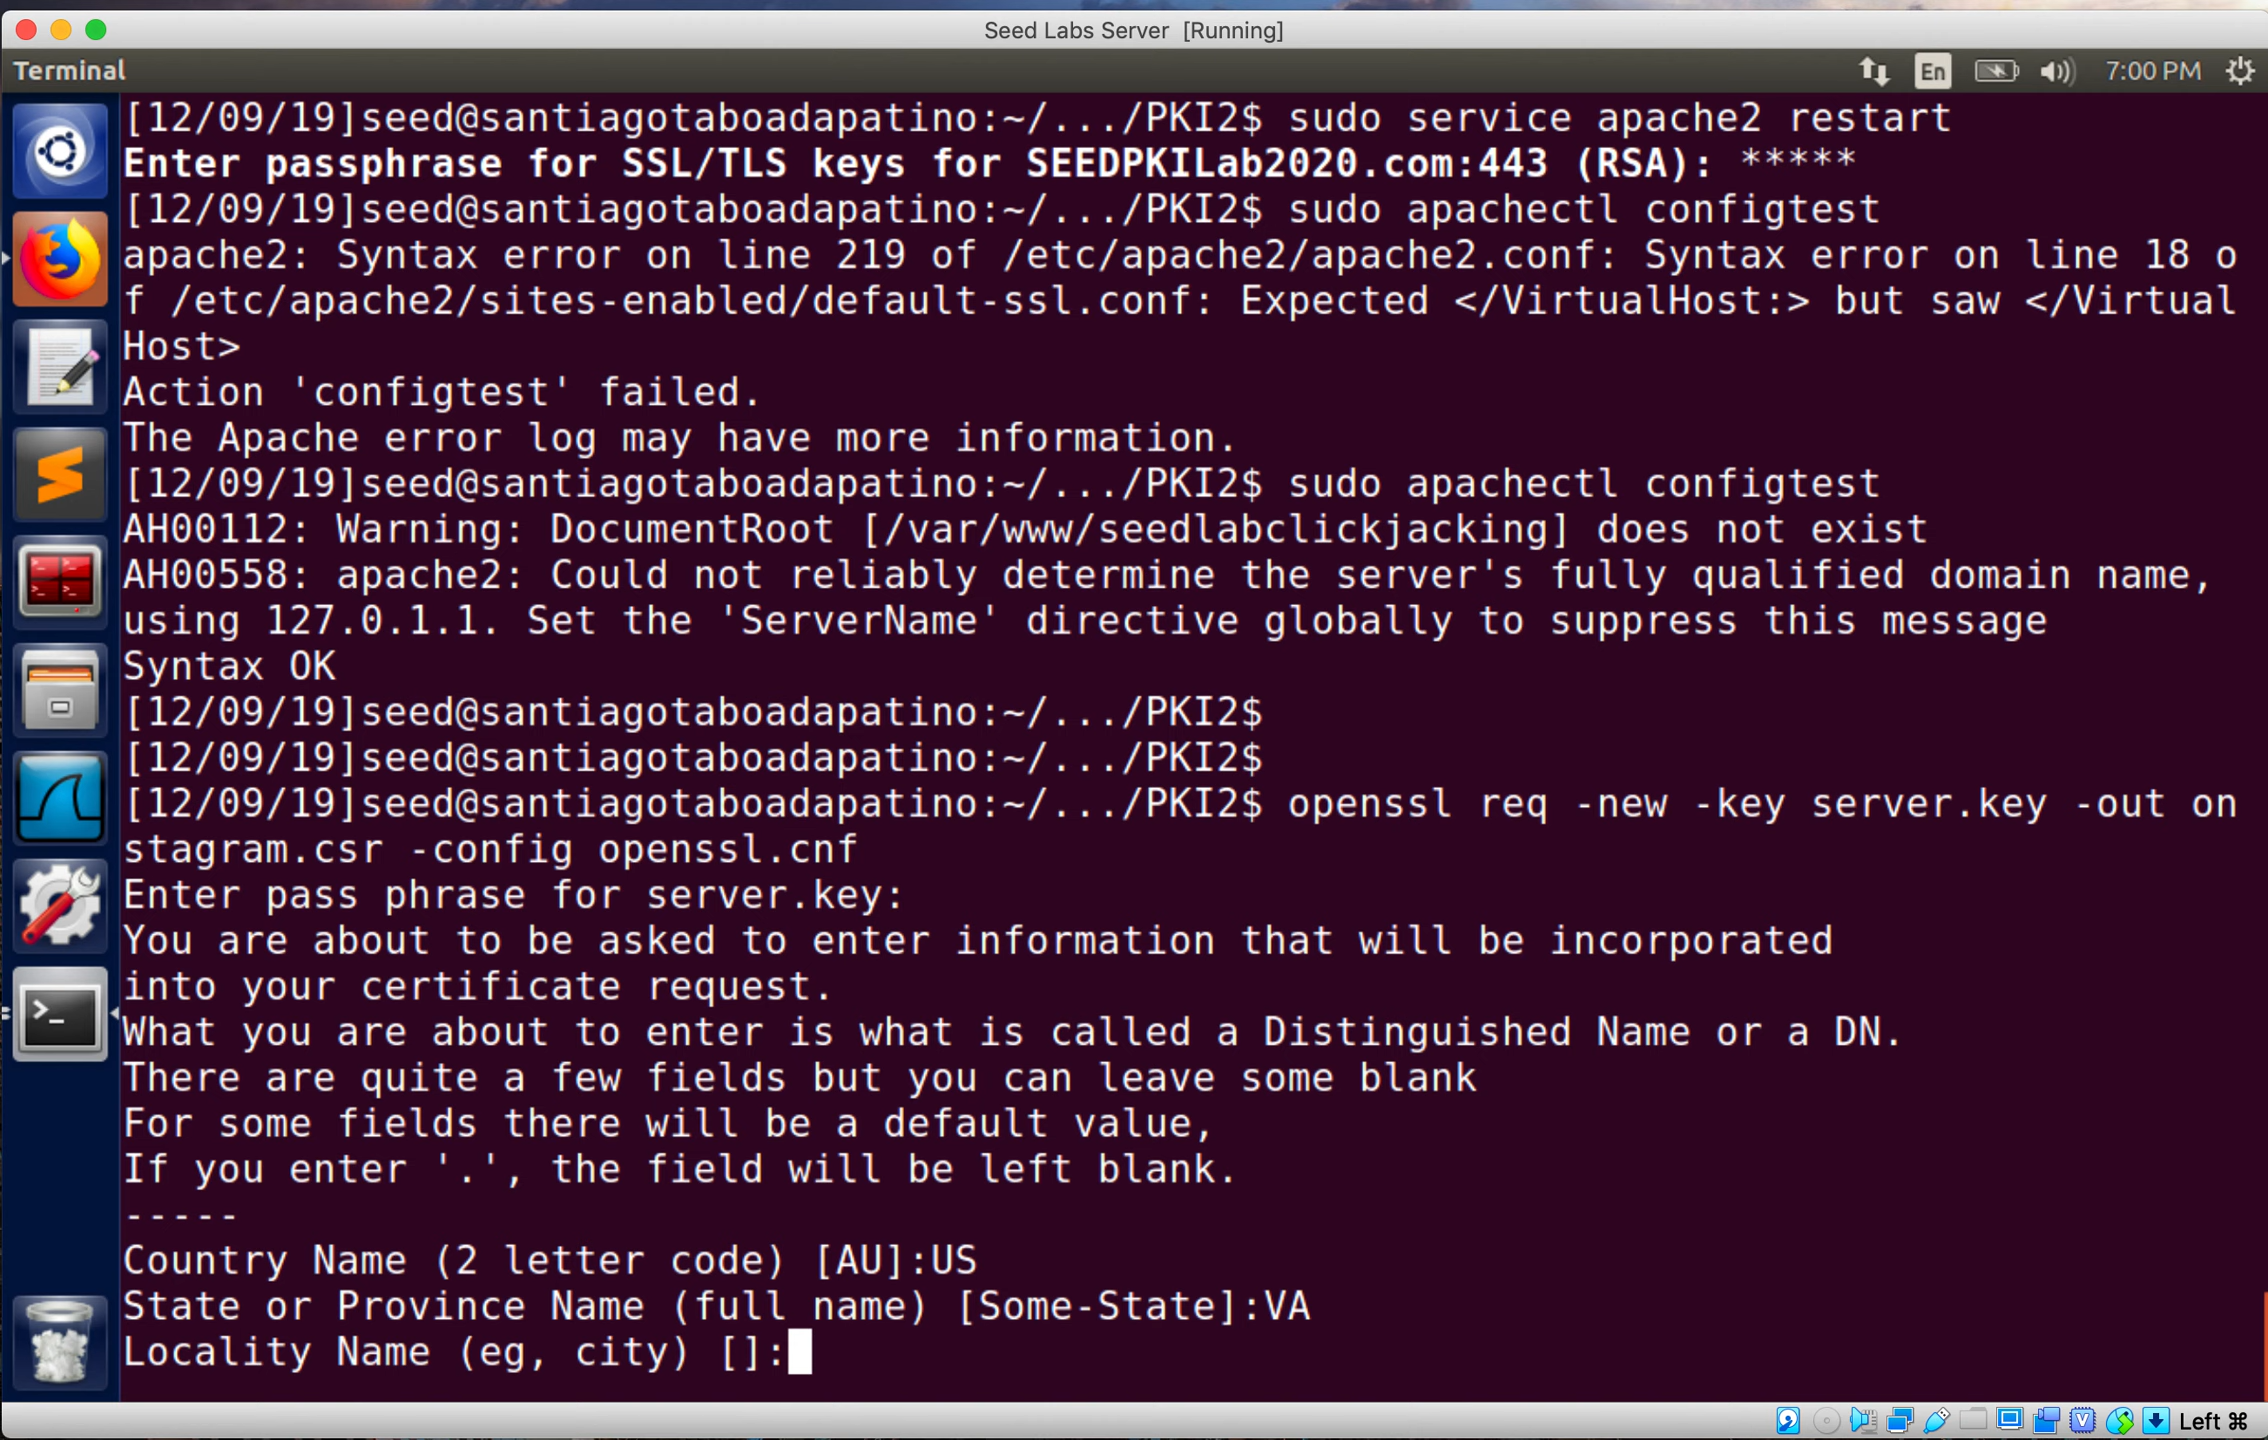 Seed Labs Server [Running]
Terminal
En
7:00 PM
[12/09/19]seed@santiagotaboadapatino:~/.../PKI2$ sudo service apache2 restart
Enter passphrase for SSL/TLS keys for SEEDPKILab2020.com:443 (RSA): *****
[12/09/19]seed@santiagotaboadapatino:~/.../PKI2$ sudo apachectl configtest
apache2: Syntax error on line 219 of /etc/apache2/apache2.conf: Syntax error on line 18 o
f /etc/apache2/sites-enabled/default-ssl.conf: Expected </VirtualHost:> but saw </Virtual
Host>
Action 'configtest' failed.
The Apache error log may have more information.
[12/09/19]seed@santiagotaboadapatino:~/.../PKI2$ sudo apachectl configtest
AH00112: Warning: DocumentRoot [/var/www/seedlabclickjacking] does not exist
AH00558: apache2: Could not reliably determine the server's fully qualified domain name,
using 127.0.1.1. Set the 'ServerName' directive globally to suppress this message
Syntax OK
[12/09/19]seed@santiagotaboadapatino:~/.../PKI2$
[12/09/19]seed@santiagotaboadapatino:~/.../PKI2$
[12/09/19]seed@santiagotaboadapatino:~/.../PKI2$ openssl req -new -key server.key -out on
stagram.csr -config openssl.cnf
Enter pass phrase for server.key:
You are about to be asked to enter information that will be incorporated
into your certificate request.
What you are about to enter is what is called a Distinguished Name or a DN.
There are quite a few fields but you can leave some blank
For some fields there will be a default value,
If you enter '.', the field will be left blank.
-----
Country Name (2 letter code) [AU]:US
State or Province Name (full name) [Some-State]:VA
Locality Name (eg, city) []:
Left ⌘